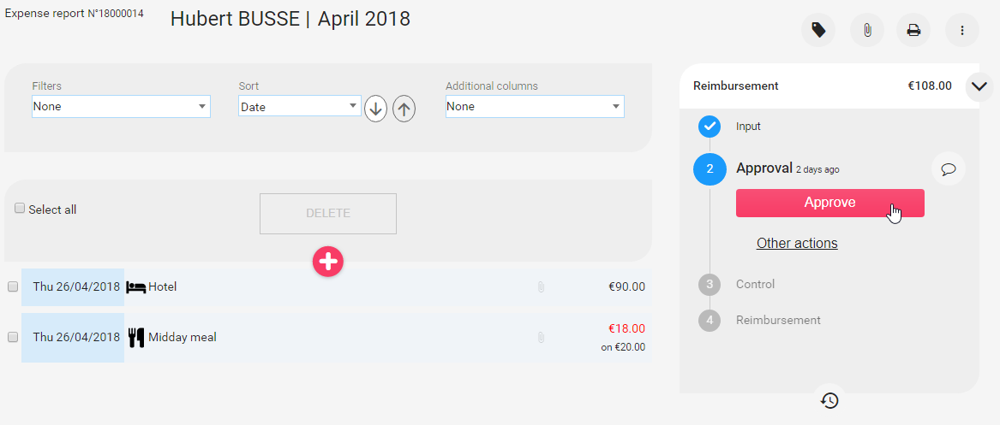 Expense report N°18000014
Hubert BUSSE | April 2018
Filters
Sort
Additional columns
None
Date
None
Select all
DELETE
Thu 26/04/2018
Hotel
€90.00
Thu 26/04/2018
Midday meal
€18.00
on €20.00
Reimbursement
€108.00
Input
2
Approval 2 days ago
Approve
Other actions
3
Control
4
Reimbursement